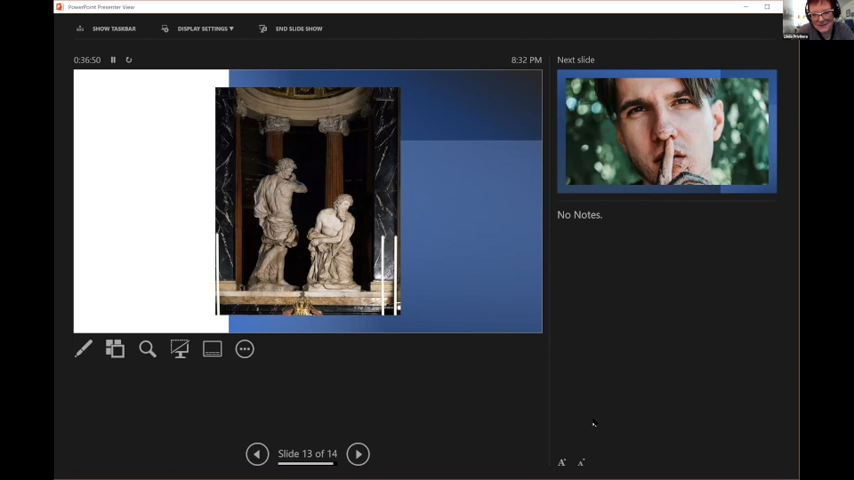 PowerPoint Presenter View
SHOW TASKBAR
DISPLAY SETTINGS ▼
END SLIDE SHOW
0:36:50
8:32 PM
Next slide
No Notes.
Slide 13 of 14
A
A